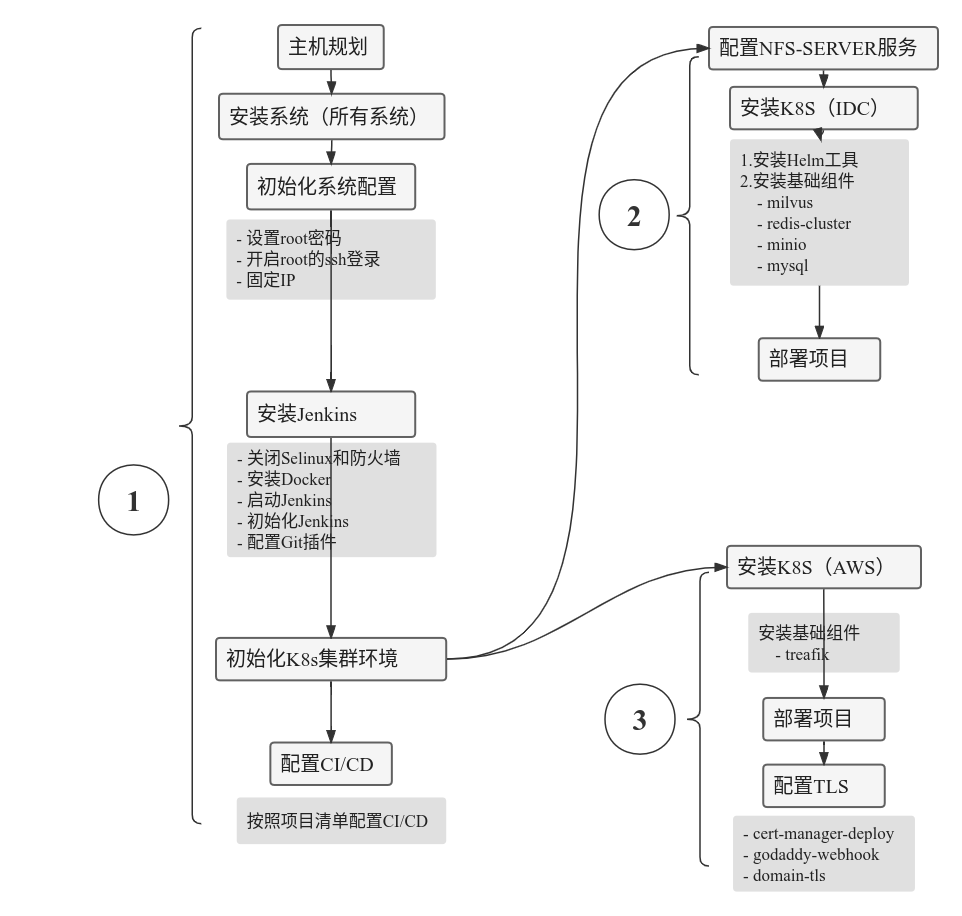 1
主机规划
安装系统（所有系统）
初始化系统配置
- 设置root密码
- 开启root的ssh登录
- 固定IP
安装Jenkins
- 关闭Selinux和防火墙
- 安装Docker
- 启动Jenkins
- 初始化Jenkins
- 配置Git插件
初始化K8s集群环境
配置CI/CD
按照项目清单配置CI/CD
2
配置NFS-SERVER服务
安装K8S（IDC）
1.安装Helm工具
2.安装基础组件
- milvus
- redis-cluster
- minio
- mysql
部署项目
3
安装K8S（AWS）
安装基础组件
- treafik
部署项目
配置TLS
- cert-manager-deploy
- godaddy-webhook
- domain-tls